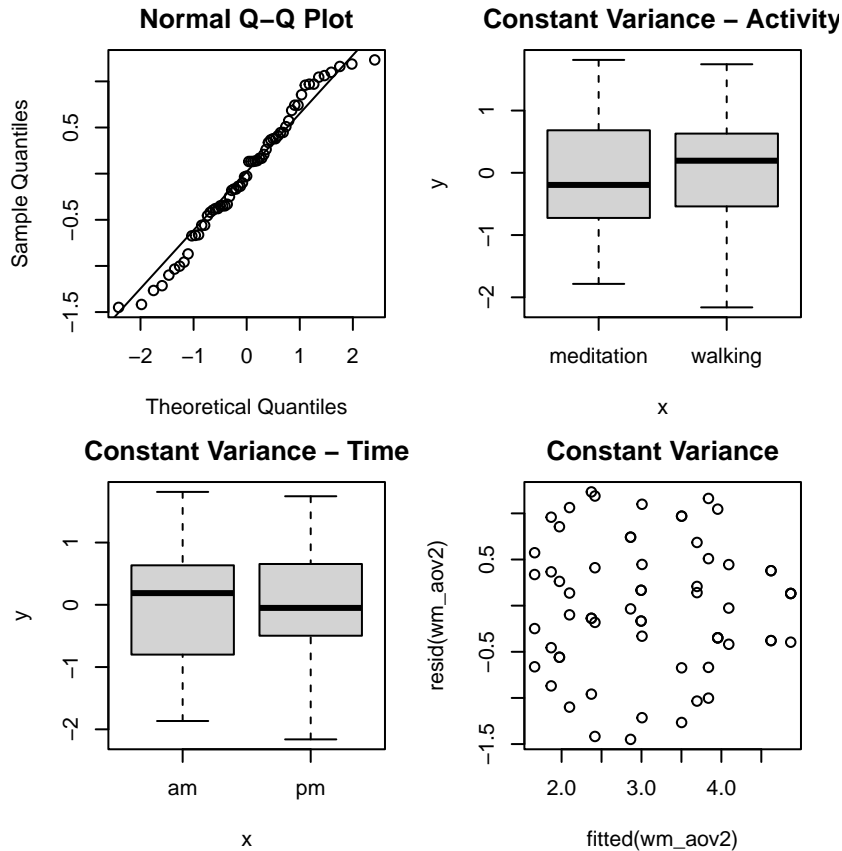 Normal Q−Q Plot
Sample Quantiles
−1.5
−0.5
0.5
−2
−1
0
1
2
Theoretical Quantiles
Constant Variance − Activity
y
−2
−1
0
1
meditation
walking
x
Constant Variance − Time
y
−2
−1
0
1
am
pm
x
Constant Variance
resid(wm_aov2)
−1.5
−0.5
0.5
2.0
3.0
4.0
fitted(wm_aov2)